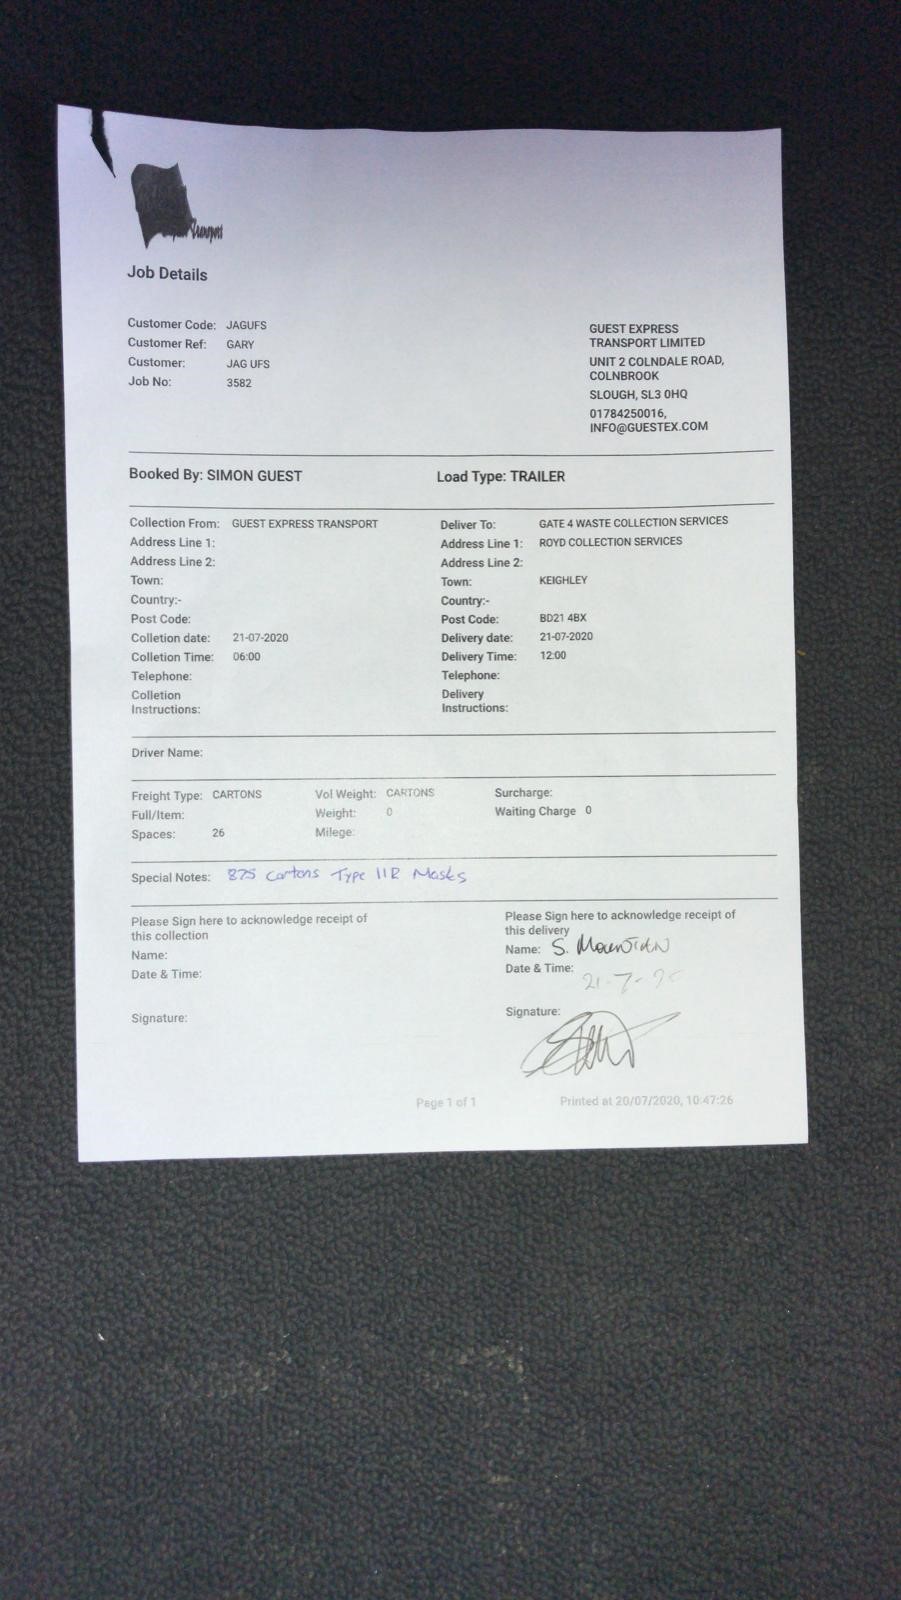 Transport
Job Details
Customer Code: JAGUFS
Customer Ref: GARY
Customer: JAG UFS
Job No: 3582
GUEST EXPRESS
TRANSPORT LIMITED
UNIT 2 COLNDALE ROAD,
COLNBROOK
SLOUGH, SL3 0HQ
01784250016,
INFO@GUESTEX.COM
Booked By: SIMON GUEST
Load Type: TRAILER
Collection From: GUEST EXPRESS TRANSPORT
Address Line 1:
Address Line 2:
Town:
Country:-
Post Code:
Colletion date: 21-07-2020
Colletion Time: 06:00
Telephone:
Colletion
Instructions:
Deliver To: GATE 4 WASTE COLLECTION SERVICES
Address Line 1: ROYD COLLECTION SERVICES
Address Line 2:
Town: KEIGHLEY
Country:-
Post Code: BD21 4BX
Delivery date: 21-07-2020
Delivery Time: 12:00
Telephone:
Delivery
Instructions:
Driver Name:
Freight Type: CARTONS
Full/Item:
Spaces: 26
Vol Weight: CARTONS
Weight: 0
Milege:
Surcharge:
Waiting Charge 0
Special Notes: 875 Cartons Type IIR Masks
Please Sign here to acknowledge receipt of
this collection
Name:
Date & Time:
Signature:
Please Sign here to acknowledge receipt of
this delivery
Name: S. Mountain
Date & Time:
21-7-20
Signature:
Page 1 of 1
Printed at 20/07/2020, 10:47:26